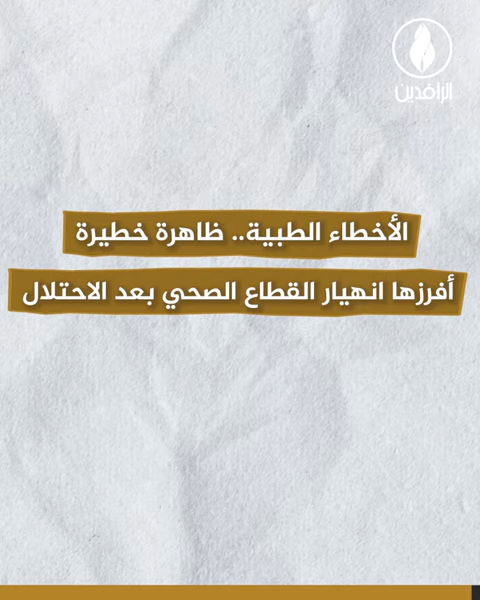 الرافدين
الأخطاء الطبية.. ظاهرة خطيرة
أفرزها انهيار القطاع الصحي بعد الاحتلال